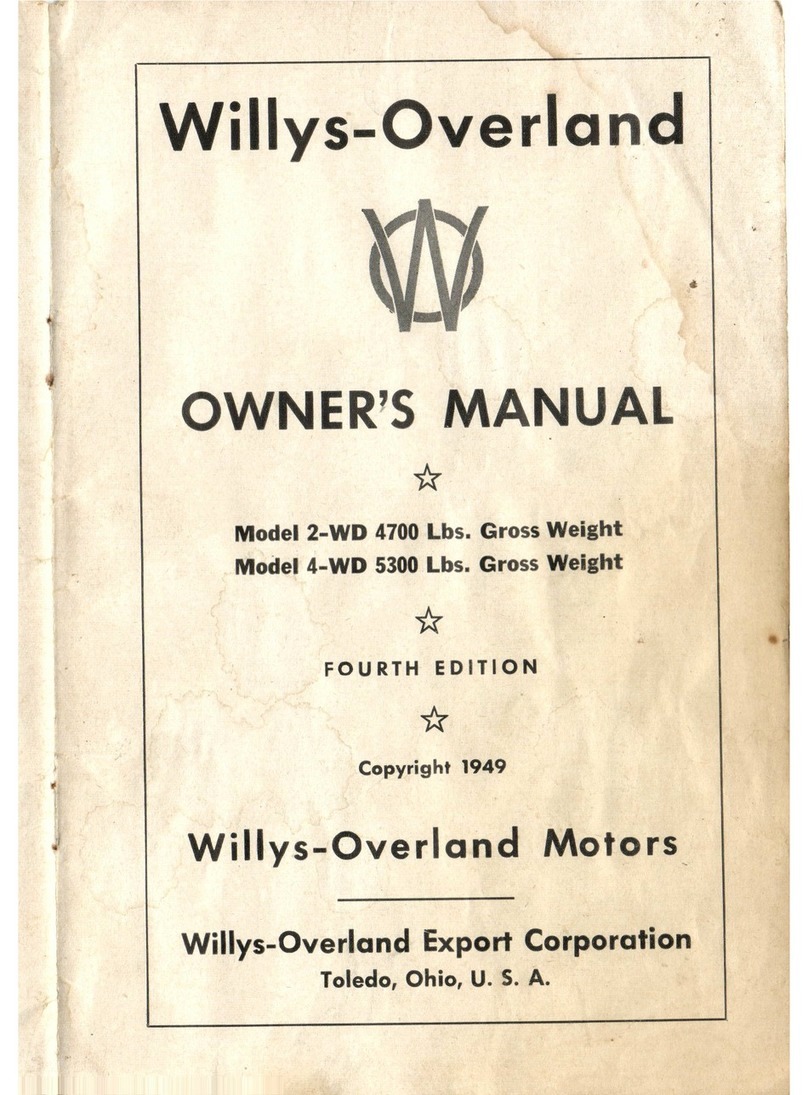 Willys-Overland
WO
OWNER'S MANUAL
Model 2-WD 4700 Lbs. Gross Weight
Model 4-WD 5300 Lbs. Gross Weight
FOURTH EDITION
Copyright 1949
Willys-Overland Motors
Willys-Overland Export Corporation
Toledo, Ohio, U. S. A.